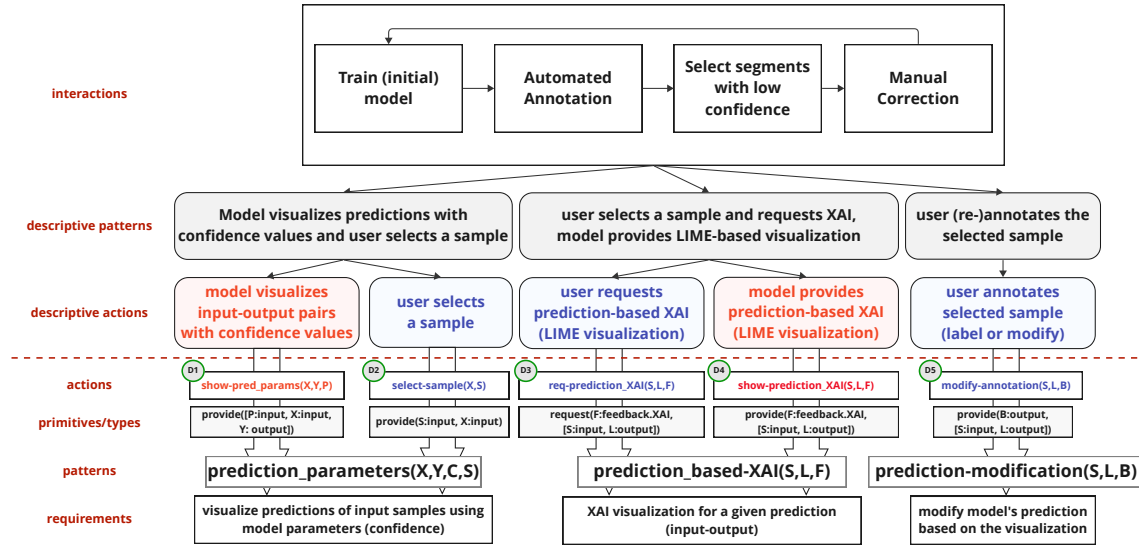 interactions
Train (initial)
model
Automated
Annotation
Select segments
with low
confidence
Manual
Correction
descriptive patterns
Model visualizes predictions with
confidence values and user selects a sample
user selects a sample and requests XAI,
model provides LIME-based visualization
user (re-)annotates the
selected sample
descriptive actions
model visualizes
input-output pairs
with confidence values
user selects
a sample
user requests
prediction-based XAI
(LIME visualization)
model provides
prediction-based XAI
(LIME visualization)
user annotates
selected sample
(label or modify)
actions
D1
show-pred_params(X,Y,P)
D2
select-sample(X,S)
D3
req-prediction_XAI(S,L,F)
D4
show-prediction_XAI(S,L,F)
D5
modify-annotation(S,L,B)
primitives/types
provide([P:input, X:input,
Y: output])
provide(S:input, X:input)
request(F:feedback.XAI,
[S:input, L:output])
provide(F:feedback.XAI,
[S:input, L:output])
provide(B:output,
[S:input, L:output])
patterns
prediction_parameters(X,Y,C,S)
prediction_based-XAI(S,L,F)
prediction-modification(S,L,B)
requirements
visualize predictions of input samples using
model parameters (confidence)
XAI visualization for a given prediction
(input-output)
modify model's prediction
based on the visualization